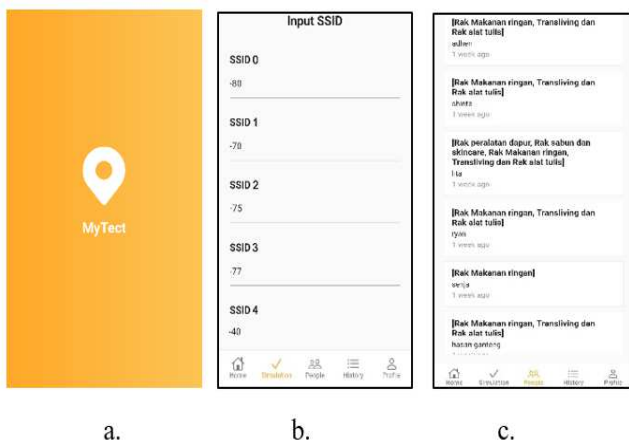 MyTect
a.
Input SSID
SSID 0
-80
SSID 1
-70
SSID 2
-75
SSID 3
-77
SSID 4
-40
Home Simulation People History Profile
b.
[Rak Makanan ringan, Transliving dan
Rak alat tulis]
adhen
1 week ago
[Rak Makanan ringan, Transliving dan
Rak alat tulis]
shinta
1 week ago
[Rak peralatan dapur, Rak sabun dan
skincare, Rak Makanan ringan,
Transliving dan Rak alat tulis]
lita
1 week ago
[Rak Makanan ringan, Transliving dan
Rak alat tulis]
ryan
1 week ago
[Rak Makanan ringan]
senja
1 week ago
[Rak Makanan ringan, Transliving dan
Rak alat tulis]
hasan ganteng
Home Simulation People History Profile
c.